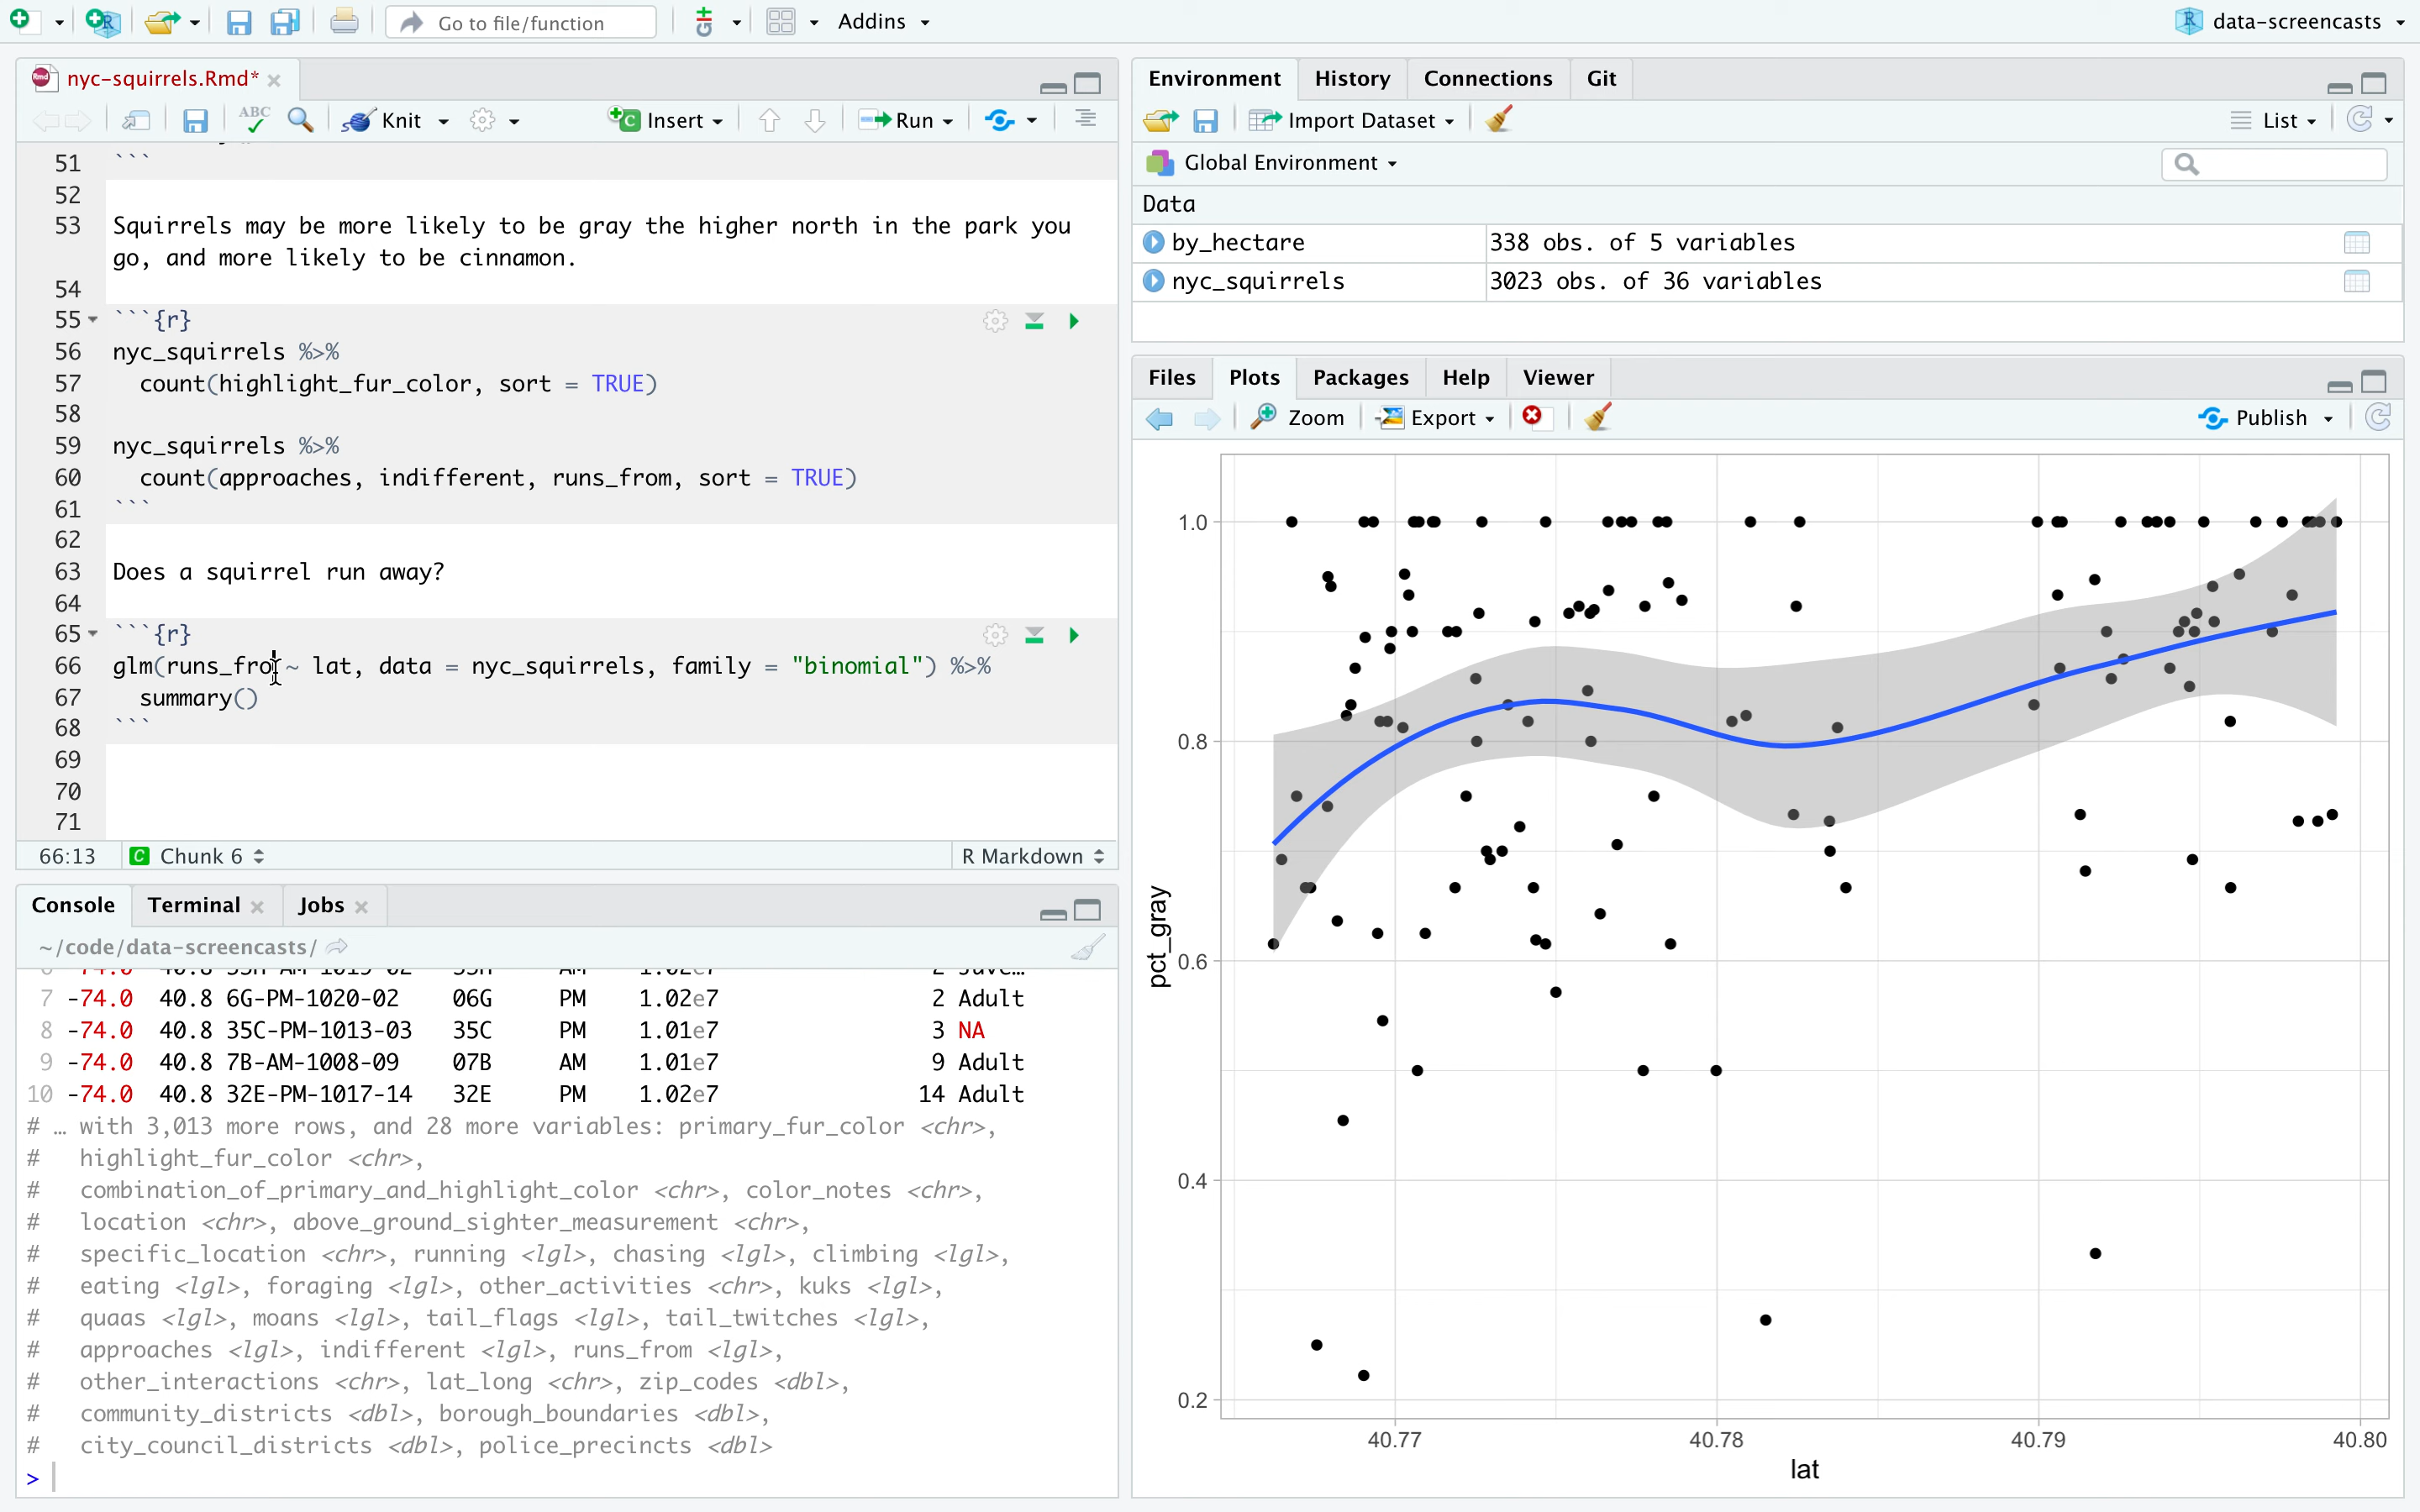 Go to file/function
Addins
data-screencasts
nyc-squirrels.Rmd*
ABC
Knit
Insert
Run
51 ```
52
53 Squirrels may be more likely to be gray the higher north in the park you
go, and more likely to be cinnamon.
54
55 ```{r}
56 nyc_squirrels %>%
57 count(highlight_fur_color, sort = TRUE)
58
59 nyc_squirrels %>%
60 count(approaches, indifferent, runs_from, sort = TRUE)
61 ```
62
63 Does a squirrel run away?
64
65 ```{r}
66 glm(runs_fro ~ lat, data = nyc_squirrels, family = "binomial") %>%
67 summary()
68 ```
69
70
71
66:13 Chunk 6 R Markdown
Console Terminal Jobs
~/code/data-screencasts/
7 -74.0 40.8 6G-PM-1020-02 06G PM 1.02e7 2 Adult
8 -74.0 40.8 35C-PM-1013-03 35C PM 1.01e7 3 NA
9 -74.0 40.8 7B-AM-1008-09 07B AM 1.01e7 9 Adult
10 -74.0 40.8 32E-PM-1017-14 32E PM 1.02e7 14 Adult
# … with 3,013 more rows, and 28 more variables: primary_fur_color <chr>,
# highlight_fur_color <chr>,
# combination_of_primary_and_highlight_color <chr>, color_notes <chr>,
# location <chr>, above_ground_sighter_measurement <chr>,
# specific_location <chr>, running <lgl>, chasing <lgl>, climbing <lgl>,
# eating <lgl>, foraging <lgl>, other_activities <chr>, kuks <lgl>,
# quaas <lgl>, moans <lgl>, tail_flags <lgl>, tail_twitches <lgl>,
# approaches <lgl>, indifferent <lgl>, runs_from <lgl>,
# other_interactions <chr>, lat_long <chr>, zip_codes <dbl>,
# community_districts <dbl>, borough_boundaries <dbl>,
# city_council_districts <dbl>, police_precincts <dbl>
>
Environment History Connections Git
Import Dataset
List
Global Environment
Data
by_hectare 338 obs. of 5 variables
nyc_squirrels 3023 obs. of 36 variables
Files Plots Packages Help Viewer
Zoom
Export
Publish
1.0
0.8
0.6
0.4
0.2
pct_gray
40.77 40.78 40.79 40.80
lat